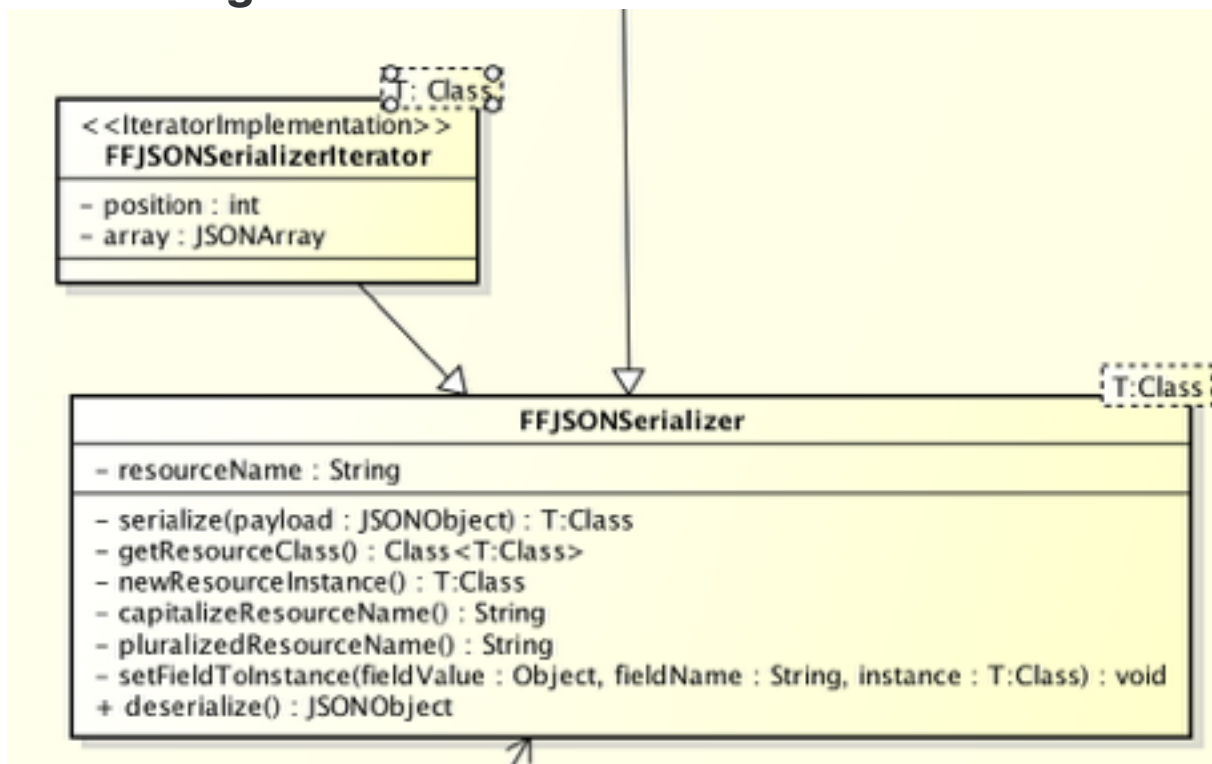 T: Class
<<IteratorImplementation>>
FFJSONSerializerIterator
- position : int
- array : JSONArray
T:Class
FFJSONSerializer
- resourceName : String
- serialize(payload : JSONObject) : T:Class
- getResourceClass() : Class<T:Class>
- newResourceInstance() : T:Class
- capitalizeResourceName() : String
- pluralizedResourceName() : String
- setFieldToInstance(fieldValue : Object, fieldName : String, instance : T:Class) : void
+ deserialize() : JSONObject